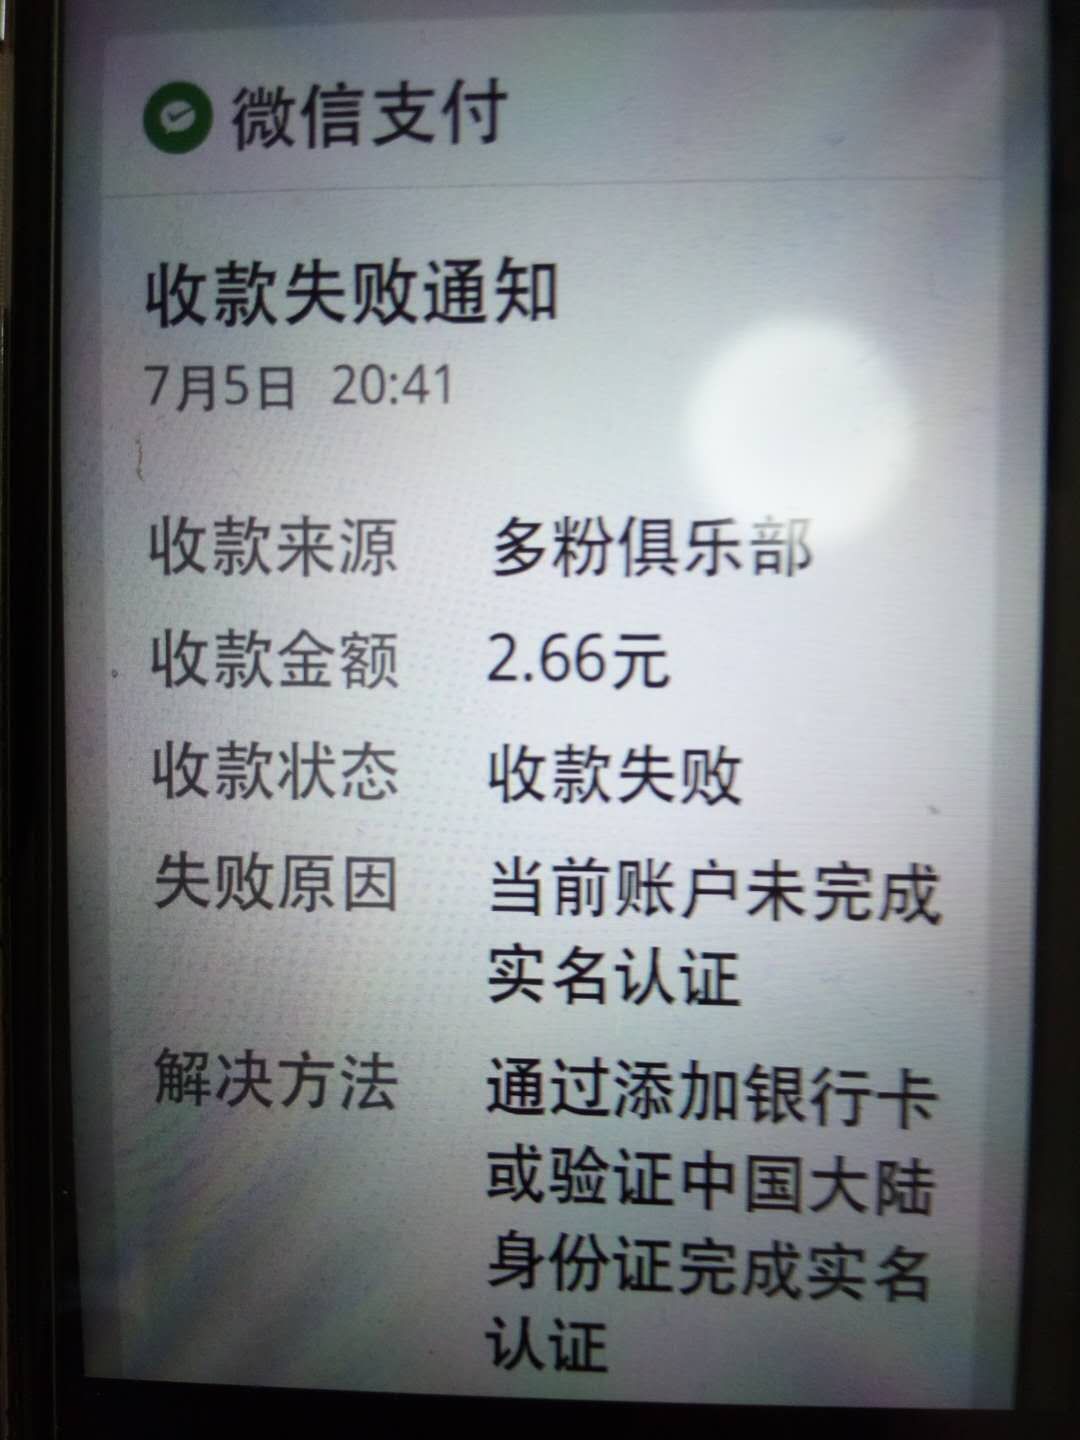 微信支付
收款失败通知
7月5日 20:41
收款来源 多粉俱乐部
收款金额 2.66元
收款状态 收款失败
失败原因 当前账户未完成
实名认证
解决方法 通过添加银行卡
或验证中国大陆
身份证完成实名
认证